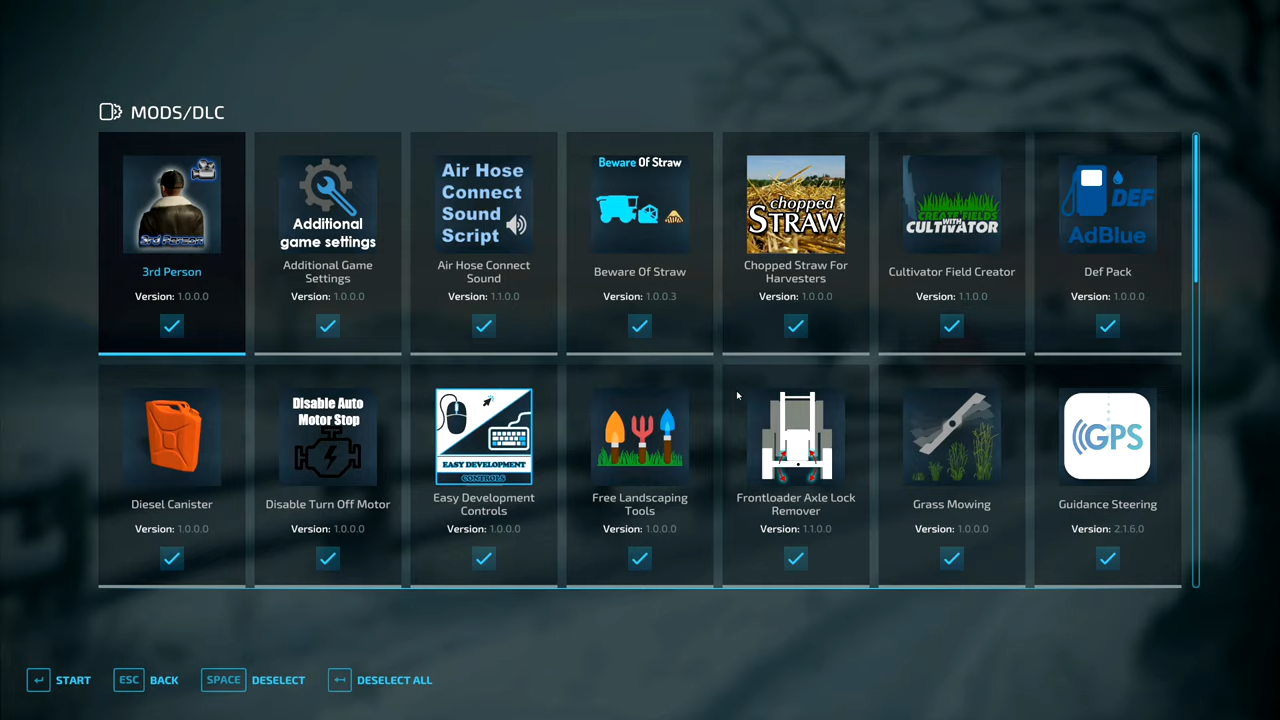 MODS/DLC
3rd Person
3rd Person
Version: 1.0.0.0
Additional
game settings
Additional Game
Settings
Version: 1.0.0.0
Air Hose
Connect
Sound
Script
Air Hose Connect
Sound
Version: 1.1.0.0
Beware Of Straw
Beware Of Straw
Version: 1.0.0.3
chopped
STRAW
Chopped Straw For
Harvesters
Version: 1.0.0.0
CREATE FIELDS
WITH
CULTIVATOR
Cultivator Field Creator
Version: 1.1.0.0
DEF
AdBlue
Def Pack
Version: 1.0.0.0
Diesel Canister
Version: 1.0.0.0
Disable Auto
Motor Stop
Disable Turn Off Motor
Version: 1.0.0.0
EASY DEVELOPMENT
CONTROLS
Easy Development
Controls
Version: 1.0.0.0
Free Landscaping
Tools
Version: 1.0.0.0
Frontloader Axle Lock
Remover
Version: 1.1.0.0
Grass Mowing
Version: 1.0.0.0
GPS
Guidance Steering
Version: 2.1.6.0
START
ESC BACK
SPACE DESELECT
DESELECT ALL